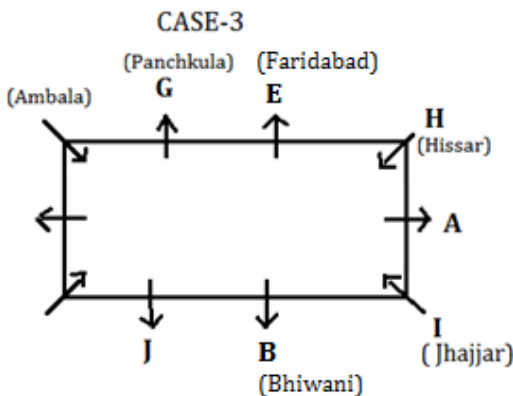 CASE-3
(Panchkula) (Faridabad)
(Ambala) G E H
(Hissar)
A
J B I
(Bhiwani) ( Jhajjar)